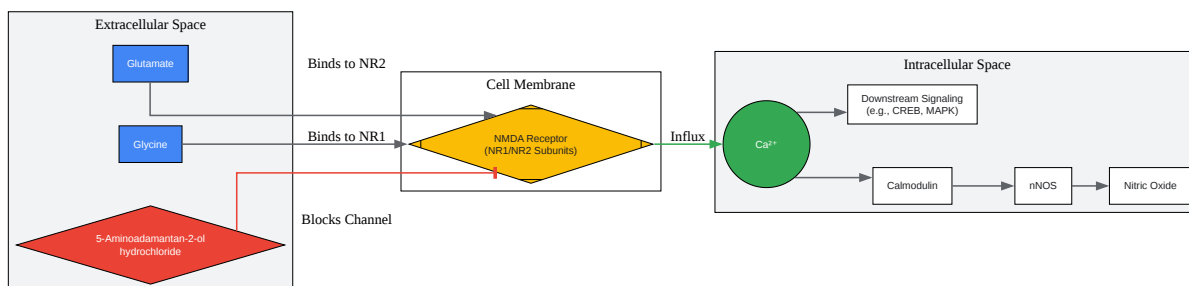 Extracellular Space
Glutamate
Glycine
5-Aminoadamantan-2-ol
hydrochloride
Binds to NR2
Binds to NR1
Blocks Channel
Cell Membrane
NMDA Receptor
(NR1/NR2 Subunits)
Influx
Intracellular Space
Ca²⁺
Downstream Signaling
(e.g., CREB, MAPK)
Calmodulin
nNOS
Nitric Oxide